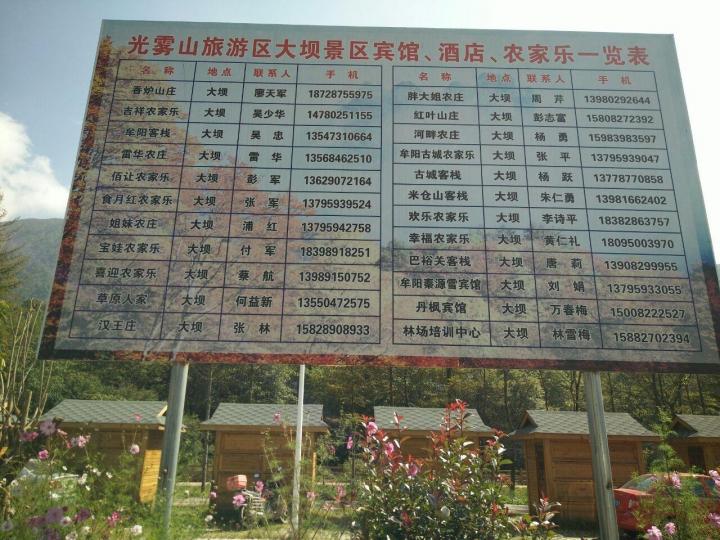 光雾山旅游区大坝景区宾馆、酒店、农家乐一览表
名称 地点 联系人 手机
香炉山庄 大坝 廖天军 18728755975
吉祥农家乐 大坝 吴少华 14780251155
牟阳客栈 大坝 吴忠 13547310664
雷华农庄 大坝 雷华 13568462510
佰让农家乐 大坝 彭军 13629072164
食月红农家乐 大坝 张军 13795939524
姐妹农庄 大坝 浦红 13795942758
宝娃农家乐 大坝 付军 18398918251
喜迎农家乐 大坝 蔡航 13989150752
草原人家 大坝 何益新 13550472575
汉王庄 大坝 张林 15828908933
名称 地点 联系人 手机
胖大姐农庄 大坝 周芹 13980292644
红叶山庄 大坝 彭志富 15808272392
河畔农庄 大坝 杨勇 15983983597
牟阳古城农家乐 大坝 张平 13795939047
古城客栈 大坝 杨跃 13778770858
米仓山客栈 大坝 朱仁勇 13981662402
欢乐农家乐 大坝 李诗平 18382863757
幸福农家乐 大坝 黄仁礼 18095003970
巴裕关客栈 大坝 唐莉 13908299955
牟阳秦源雪宾馆 大坝 刘娟 13795933055
丹枫宾馆 大坝 万春梅 15008222527
林场培训中心 大坝 林雪梅 15882702394